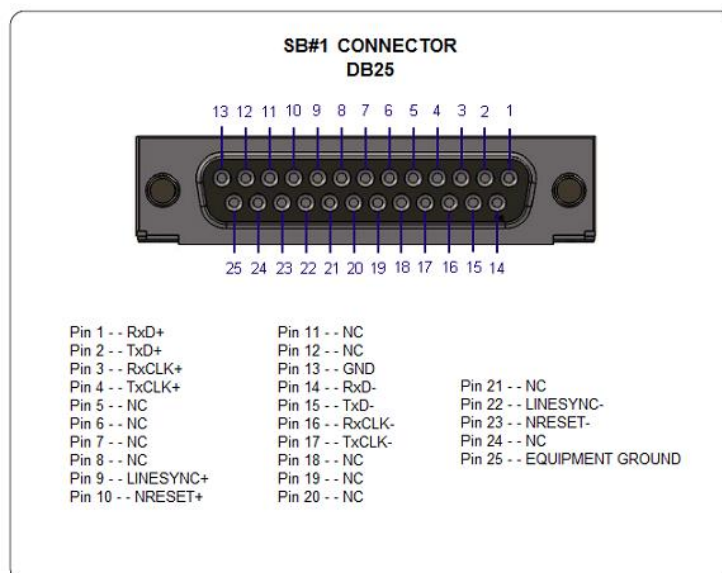 SB#1 CONNECTOR
DB25
13 12 11 10 9 8 7 6 5 4 3 2 1
25 24 23 22 21 20 19 18 17 16 15 14
Pin 1 - - RxD+
Pin 2 - - TxD+
Pin 3 - - RxCLK+
Pin 4 - - TxCLK+
Pin 5 - - NC
Pin 6 - - NC
Pin 7 - - NC
Pin 8 - - NC
Pin 9 - - LINESYNC+
Pin 10 - - NRESET+
Pin 11 - - NC
Pin 12 - - NC
Pin 13 - - GND
Pin 14 - - RxD-
Pin 15 - - TxD-
Pin 16 - - RxCLK-
Pin 17 - - TxCLK-
Pin 18 - - NC
Pin 19 - - NC
Pin 20 - - NC
Pin 21 - - NC
Pin 22 - - LINESYNC-
Pin 23 - - NRESET-
Pin 24 - - NC
Pin 25 - - EQUIPMENT GROUND